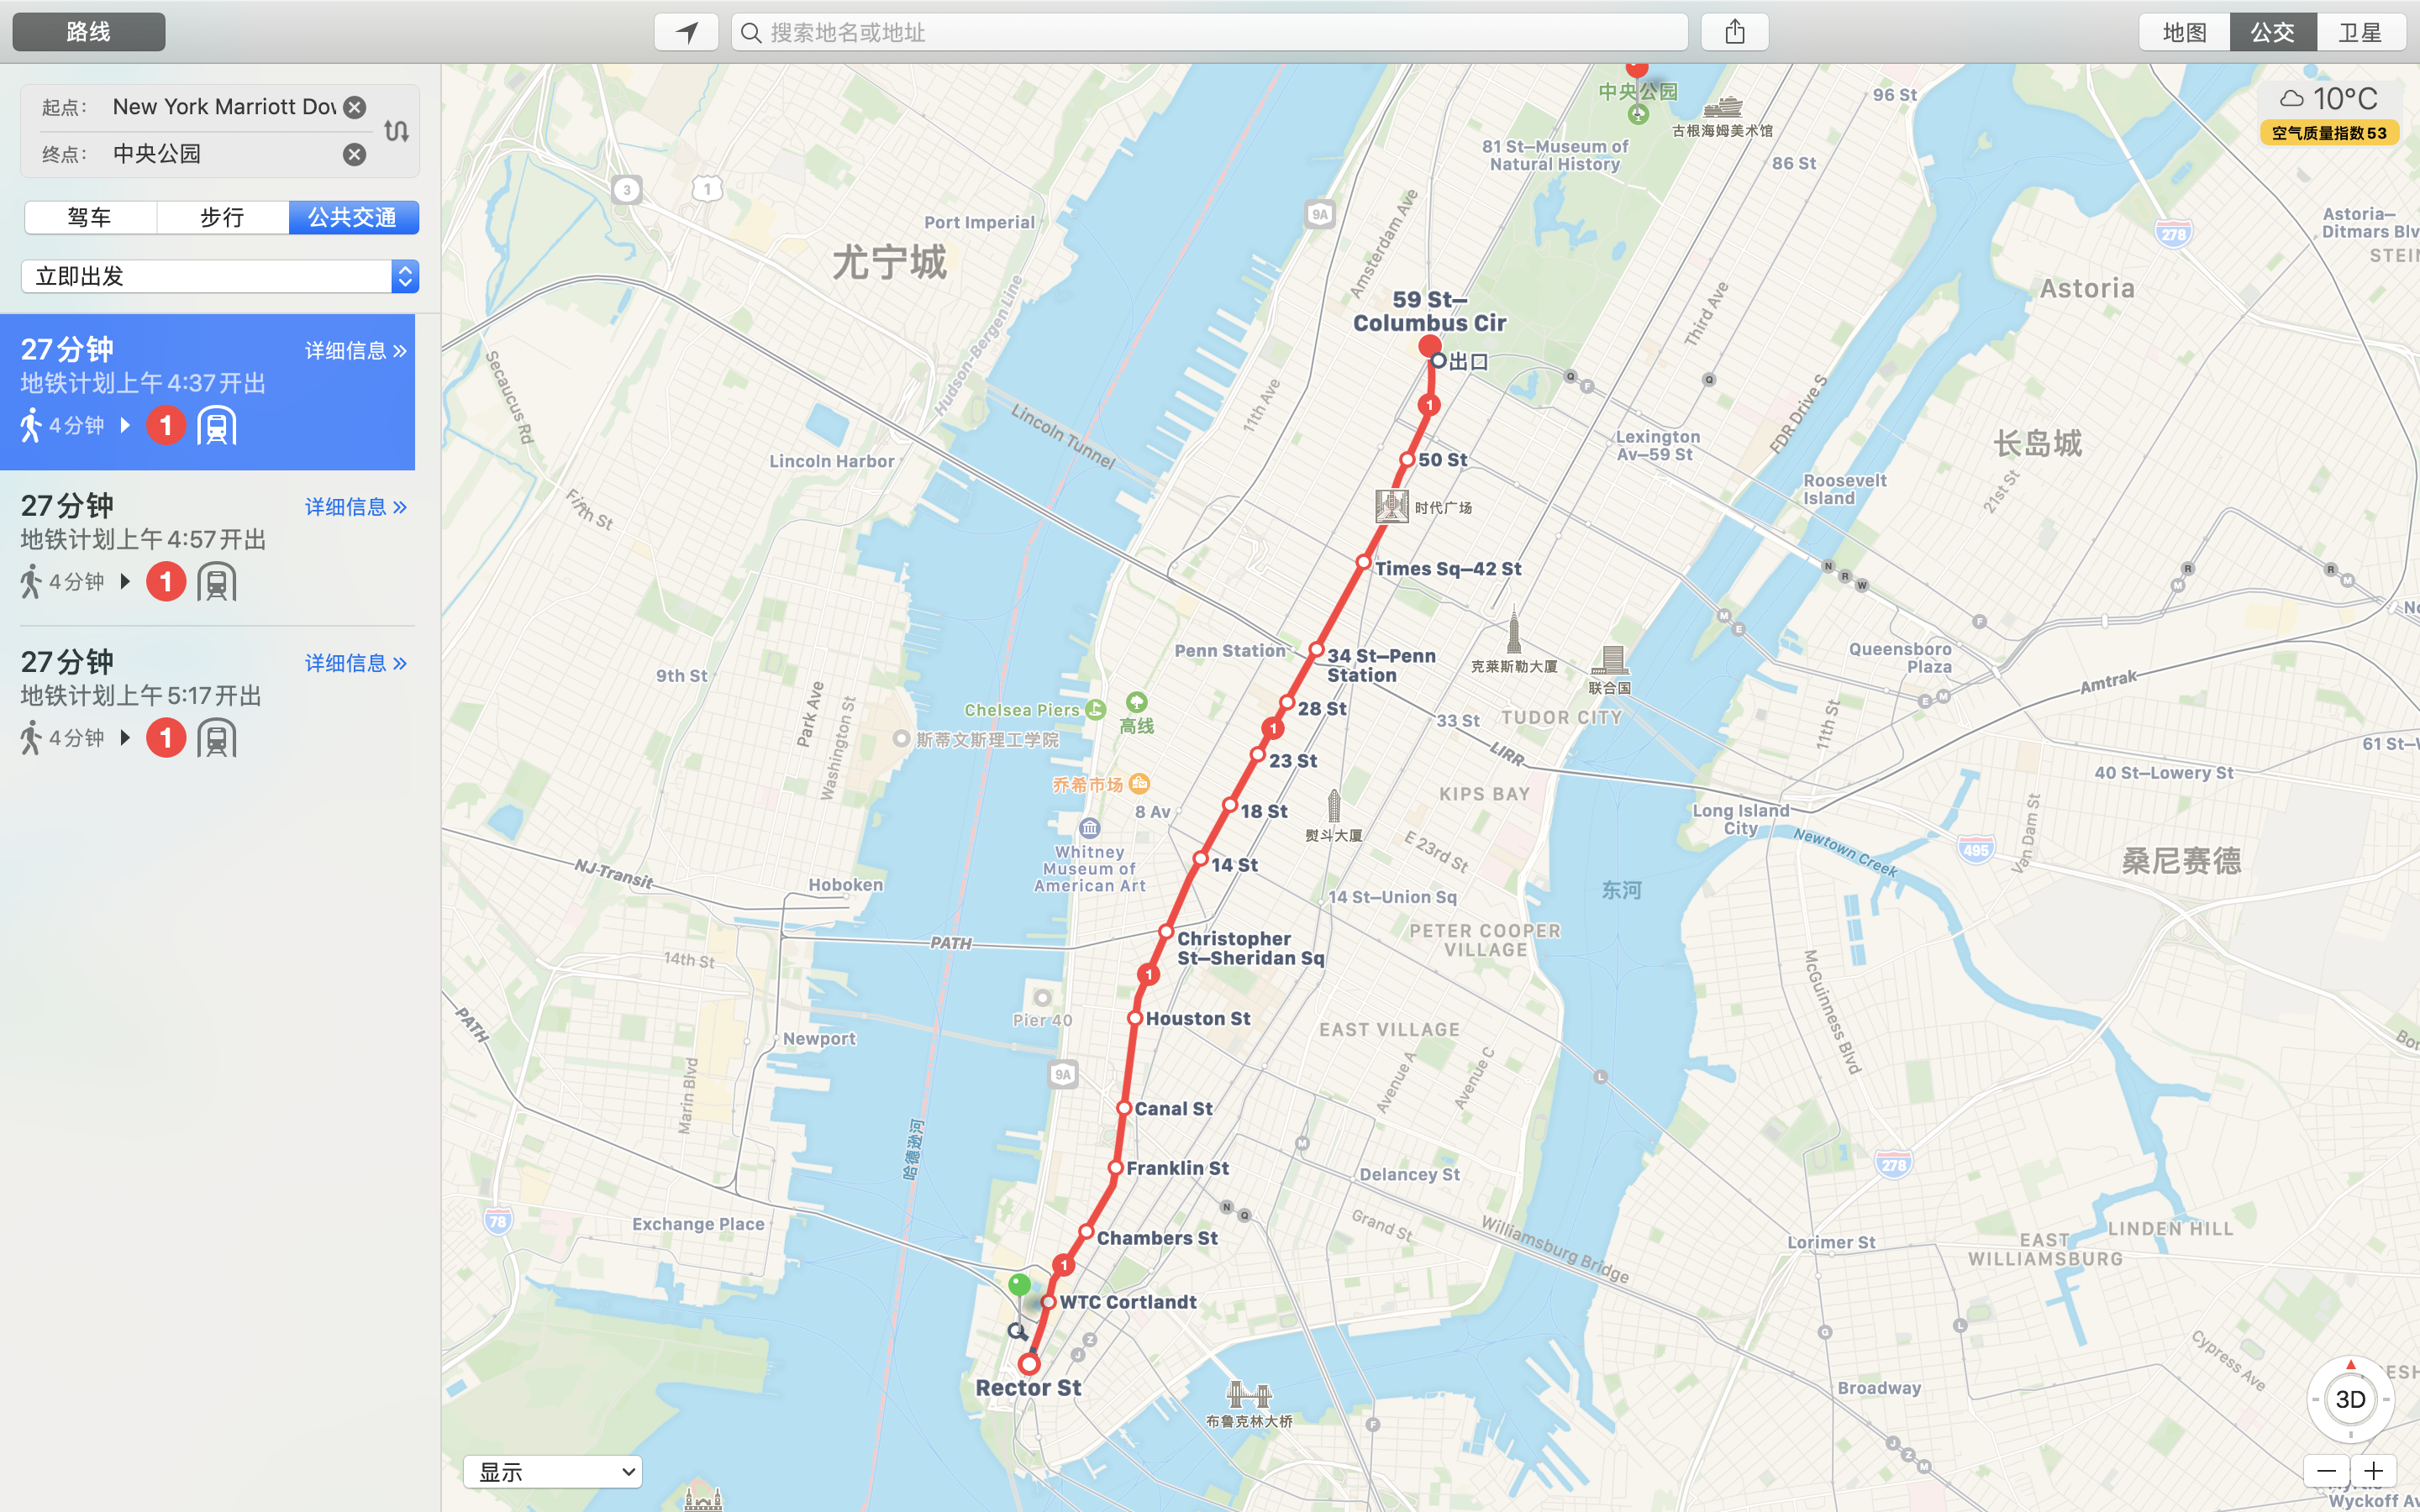 路线
搜索地名或地址
地图
公交
卫星
起点：
New York Marriott Dov
终点：
中央公园
驾车
步行
公共交通
立即出发
27分钟
详细信息
地铁计划上午4:37开出
4分钟
1
27分钟
详细信息
地铁计划上午4:57开出
4分钟
1
27分钟
详细信息
地铁计划上午5:17开出
4分钟
1
10°C
空气质量指数53
中央公园
古根海姆美术馆
96 St
81 St–Museum of
Natural History
86 St
3
1
9A
278
Astoria–
Ditmars Blv
STEIN
Port Imperial
尤宁城
Amsterdam Ave
Third Ave
Astoria
Hudson-Bergen Line
59 St–
Columbus Cir
出口
Q
F
Q
1
FDR Drive S
Secaucus Rd
Lincoln Tunnel
11th Ave
Lexington
Av–59 St
长岛城
Lincoln Harbor
50 St
Roosevelt
Island
21st St
Fifth St
时代广场
Times Sq–42 St
N
R
W
R
M
R
M
M
E
F
Penn Station
34 St–Penn
Station
克莱斯勒大厦
联合国
Queensboro
Plaza
9th St
Park Ave
Washington St
Amtrak
E
M
Chelsea Piers
高线
28 St
1
33 St
TUDOR CITY
11th St
斯蒂文斯理工学院
23 St
LIRR
61 St–W
40 St–Lowery St
乔希市场
8 Av
18 St
KIPS BAY
Long Island
City
Van Dam St
Newtown Creek
495
熨斗大厦
E 23rd St
Whitney
Museum of
American Art
14 St
桑尼赛德
NJ-Transit
Hoboken
14 St–Union Sq
东河
PATH
Christopher
St–Sheridan Sq
PETER COOPER
VILLAGE
14th St
1
McGuinness Blvd
Pier 40
Houston St
EAST VILLAGE
PATH
Newport
9A
Avenue A
Avenue C
L
Marin Blvd
Canal St
哈德逊河
M
Franklin St
Delancey St
278
N
Q
78
Exchange Place
Chambers St
Grand St
Williamsburg Bridge
Lorimer St
EAST
WILLIAMSBURG
LINDEN HILL
1
WTC Cortlandt
Z
J
G
L
Cypress Ave
Rector St
Broadway
布鲁克林大桥
F
3D
J
Z
M
显示
Wyckoff Av